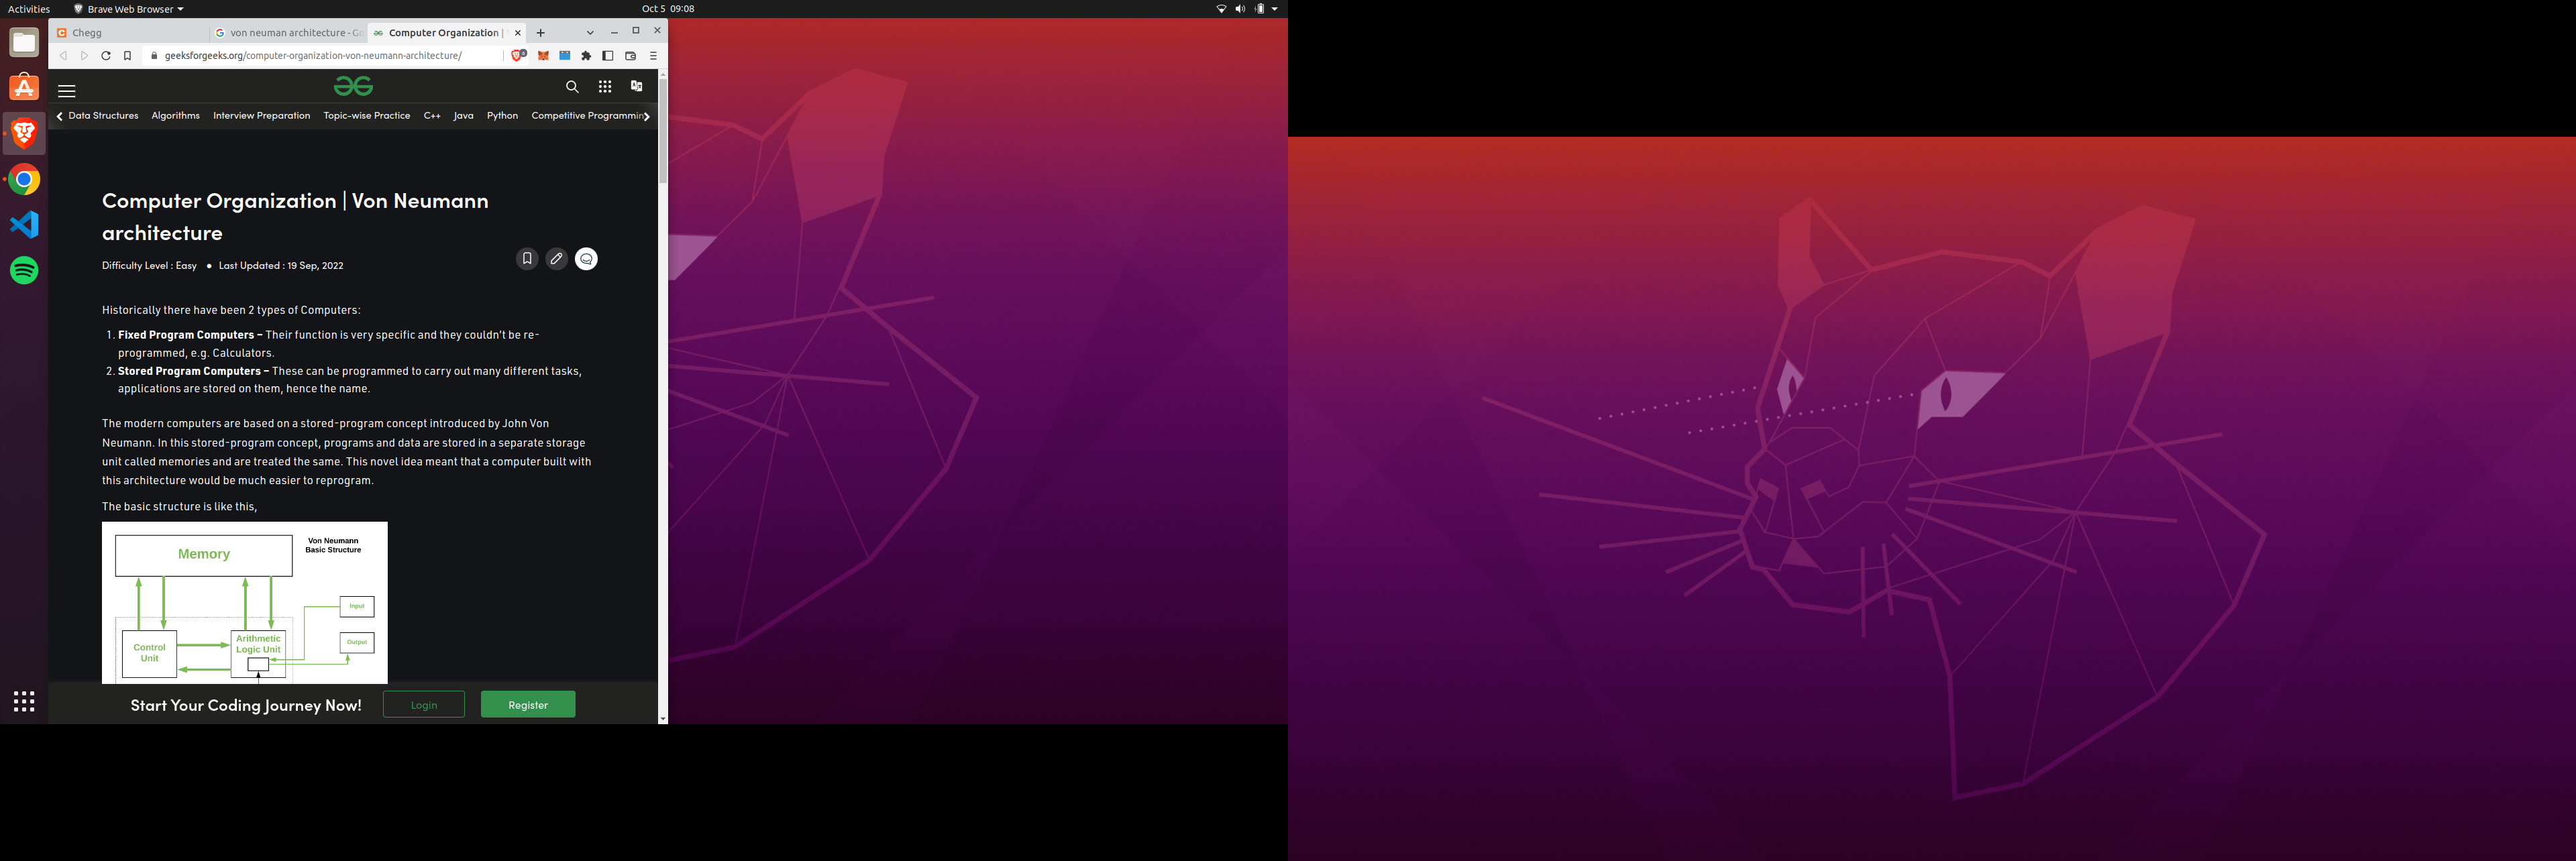 Activities
Brave Web Browser
Oct 5 09:08
Chegg
von neuman architecture - Go
Computer Organization |
geeksforgeeks.org/computer-organization-von-neumann-architecture/
Data Structures Algorithms Interview Preparation Topic-wise Practice C++ Java Python Competitive Programmin
Computer Organization | Von Neumann
architecture
Difficulty Level : Easy ● Last Updated : 19 Sep, 2022
Historically there have been 2 types of Computers:
1. Fixed Program Computers – Their function is very specific and they couldn't be re-
programmed, e.g. Calculators.
2. Stored Program Computers – These can be programmed to carry out many different tasks,
applications are stored on them, hence the name.
The modern computers are based on a stored-program concept introduced by John Von
Neumann. In this stored-program concept, programs and data are stored in a separate storage
unit called memories and are treated the same. This novel idea meant that a computer built with
this architecture would be much easier to reprogram.
The basic structure is like this,
Von Neumann
Basic Structure
Memory
Input
Output
Control
Unit
Arithmetic
Logic Unit
Start Your Coding Journey Now!
Login
Register